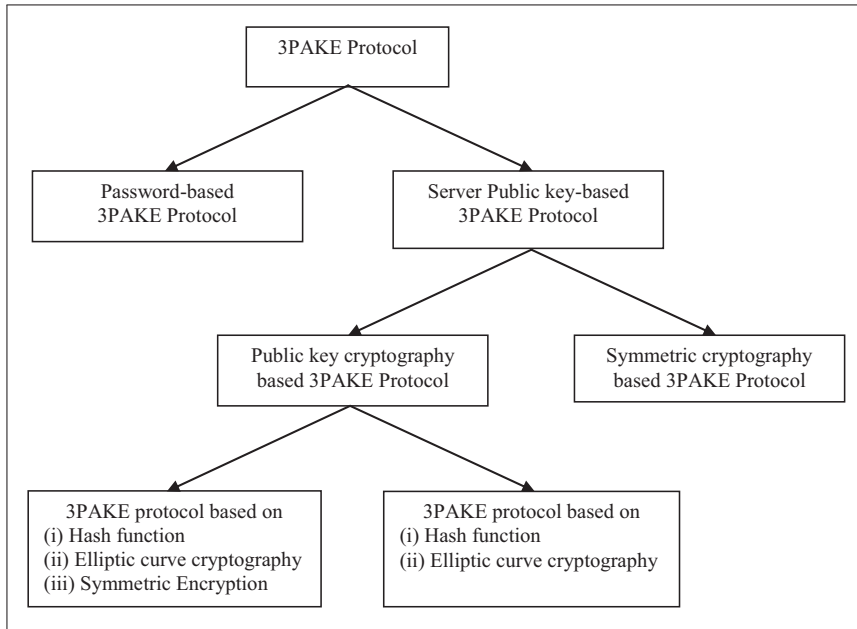 3PAKE Protocol
Password-based
3PAKE Protocol
Server Public key-based
3PAKE Protocol
Public key cryptography
based 3PAKE Protocol
Symmetric cryptography
based 3PAKE Protocol
3PAKE protocol based on
(i) Hash function
(ii) Elliptic curve cryptography
(iii) Symmetric Encryption
3PAKE protocol based on
(i) Hash function
(ii) Elliptic curve cryptography